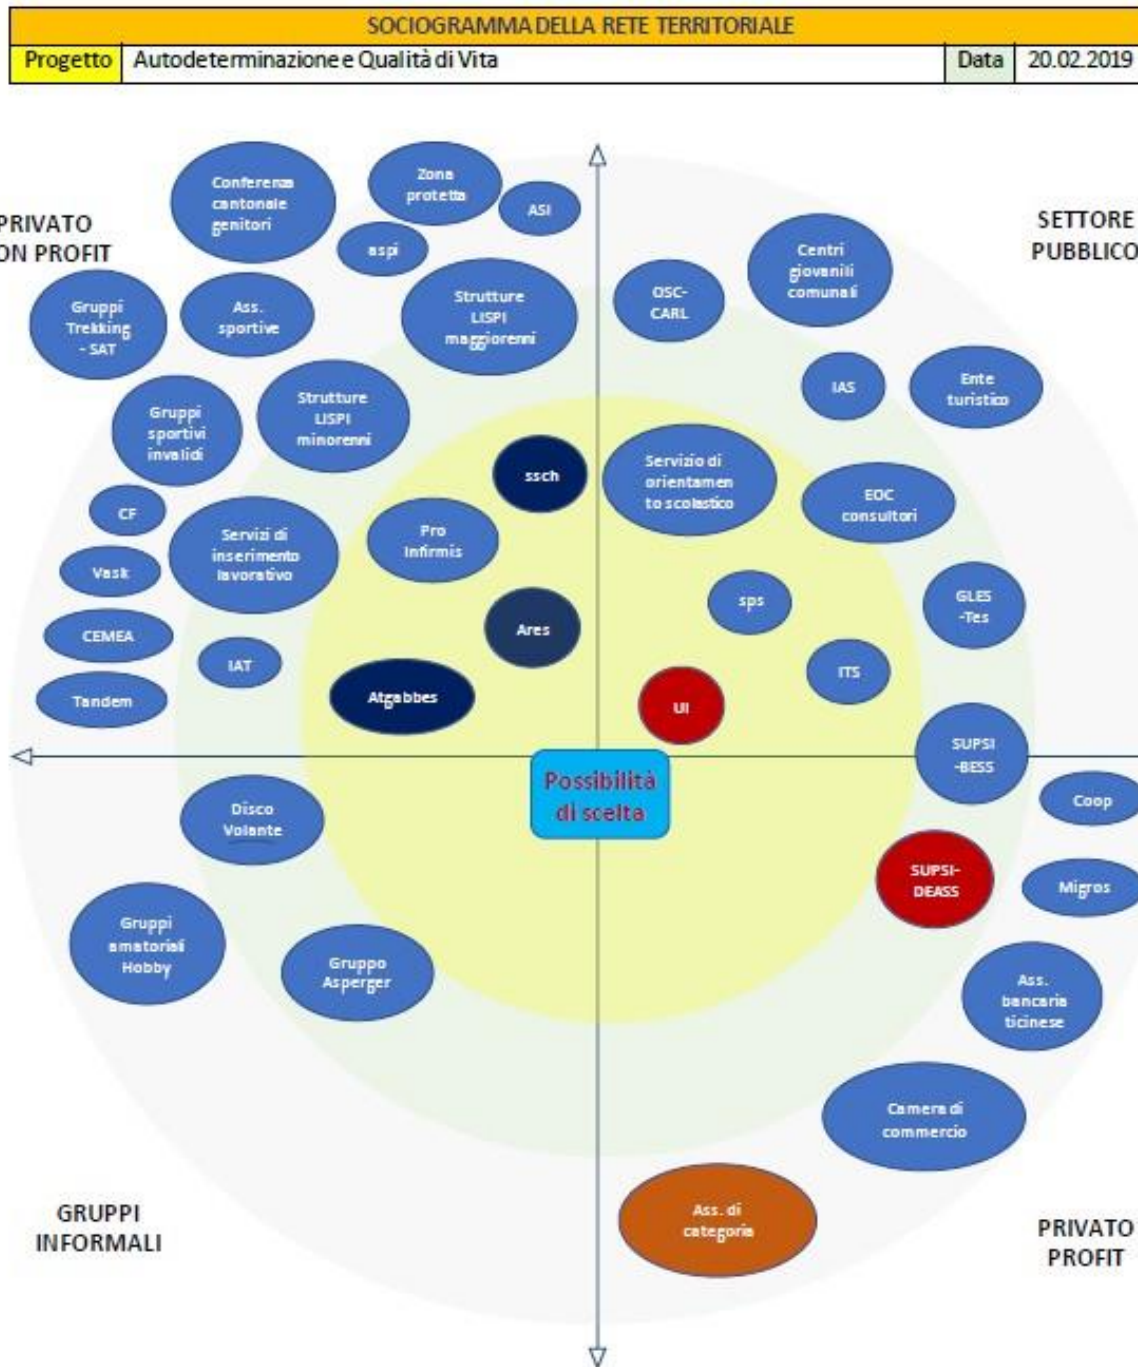 SOCIOGRAMMA DELLA RETE TERRITORIALE
Progetto Autodeterminazione e Qualità di Vita Data 20.02.2019
PRIVATO
ON PROFIT
SETTORE
PUBBLICO
Conferenza
cantonale
genitori
Zona
protetta
ASI
aspi
Gruppi
Trekking
- SAT
Ass.
sportive
Strutture
LISPI
maggiorenni
OSC-
CARL
Centri
giovanili
comunali
Gruppi
sportivi
invalidi
Strutture
LISPI
minorenni
IAS
Ente
turistico
ssch
Servizio di
orientamen
to scolastico
EOC
consultori
CF
Servizi di
inserimento
lavorativo
Pro
Infirmis
Vask
sps
GLES
-Tes
CEMEA
IAT
Ares
ITS
Tandem
Atgabbes
UI
SUPSI
-BESS
Possibilità
di scelta
Coop
Disco
Volante
SUPSI-
DEASS
Migros
Gruppi
amatoriali
Hobby
Gruppo
Asperger
Ass.
bancaria
ticinese
Camera di
commercio
Ass. di
categoria
GRUPPI
INFORMALI
PRIVATO
PROFIT